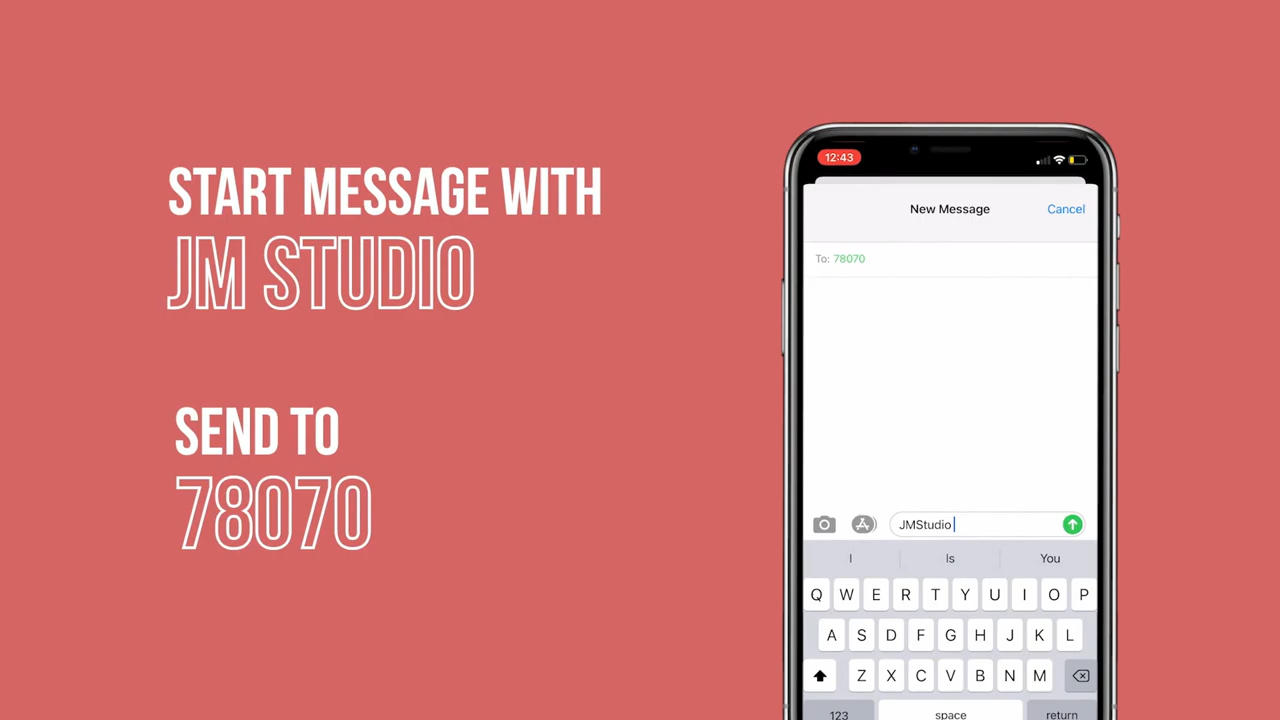 START MESSAGE WITH
JM STUDIO
SEND TO
78070
12:43
New Message
Cancel
To: 78070
JMStudio
I Is You
Q W E R T Y U I O P
A S D F G H J K L
Z X C V B N M
123 space return